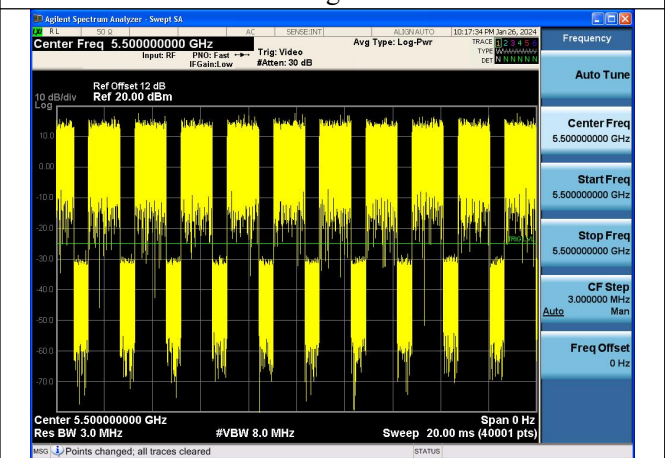 Agilent Spectrum Analyzer - Swept SA
RL 50 Ω AC SENSE:INT ALIGN AUTO 10:17:34 PM Jan 26, 2024
Center Freq 5.500000000 GHz
Input: RF PNO: Fast Trig: Video
IFGain:Low #Atten: 30 dB
Avg Type: Log-Pwr
TRACE 1 2 3 4 5 6
TYPE
DET N N N N N N
Frequency
Auto Tune
Ref Offset 12 dB
10 dB/div Ref 20.00 dBm
Log
10.0
0.00
-10.0
-20.0
-30.0
-40.0
-50.0
-60.0
-70.0
Center Freq
5.500000000 GHz
Start Freq
5.500000000 GHz
Stop Freq
5.500000000 GHz
CF Step
3.000000 MHz
Auto Man
Freq Offset
0 Hz
Center 5.500000000 GHz Span 0 Hz
Res BW 3.0 MHz #VBW 8.0 MHz Sweep 20.00 ms (40001 pts)
MSG Points changed; all traces cleared STATUS